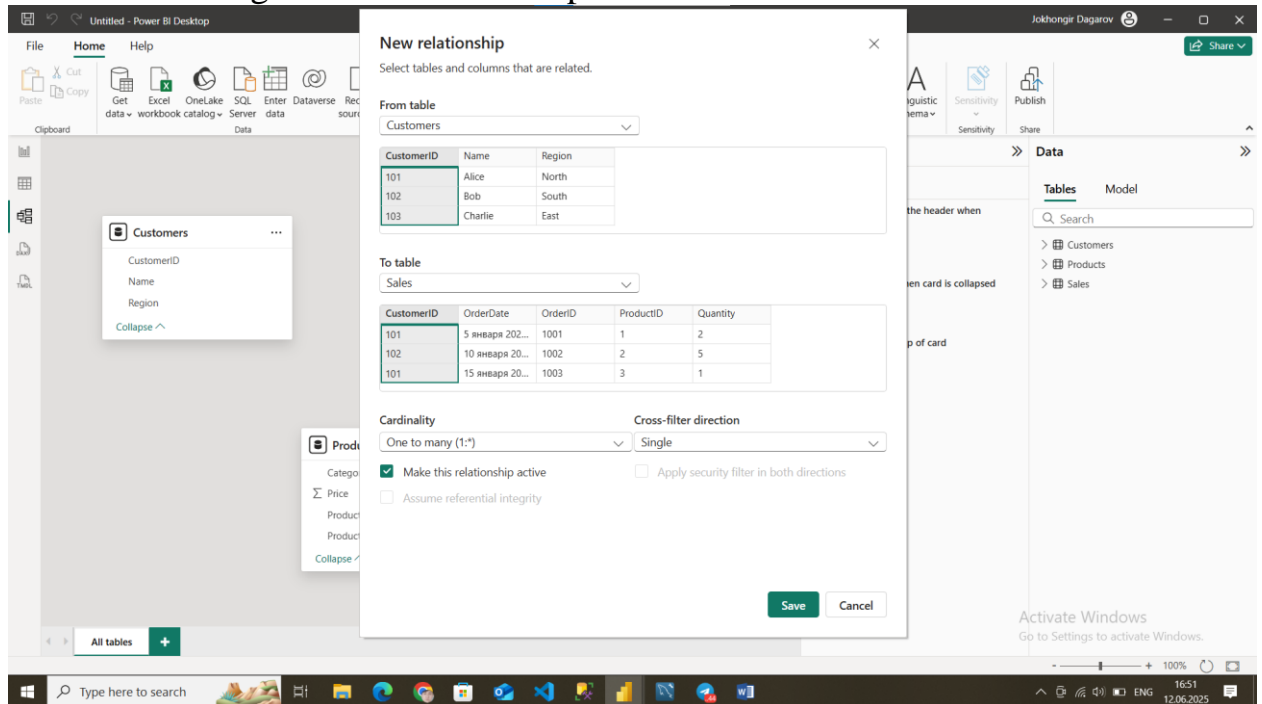 Untitled - Power BI Desktop
Jokhongir Dagarov
File Home Help
Share
Paste
Cut
Copy
Get data
Excel workbook
OneLake catalog
SQL Server
Enter data
Dataverse
Sensitivity
Publish
Clipboard
Data
Sensitivity
Share
New relationship
Select tables and columns that are related.
From table
Customers
CustomerID Name Region
101 Alice North
102 Bob South
103 Charlie East
To table
Sales
CustomerID OrderDate OrderID ProductID Quantity
101 5 января 202... 1001 1 2
102 10 января 20... 1002 2 5
101 15 января 20... 1003 3 1
Cardinality
One to many (1:*)
Cross-filter direction
Single
Make this relationship active
Apply security filter in both directions
Assume referential integrity
Save
Cancel
Customers
CustomerID
Name
Region
Collapse
Σ Price
Collapse
the header when
card is collapsed
of card
Data
Tables Model
Search
Customers
Products
Sales
All tables
+
Activate Windows
Go to Settings to activate Windows.
- + 100%
Type here to search
ENG
16:51
12.06.2025